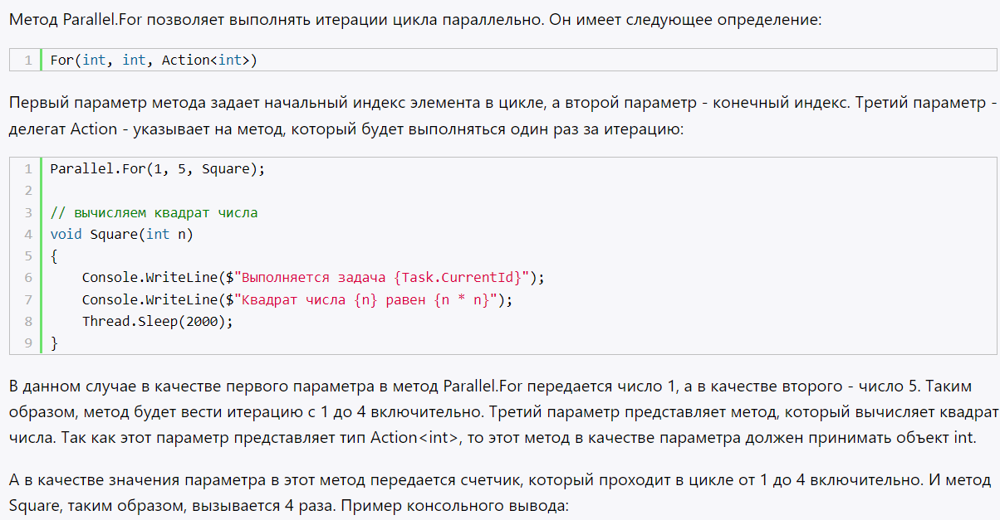 Метод Parallel.For позволяет выполнять итерации цикла параллельно. Он имеет следующее определение:
1 For(int, int, Action<int>)
Первый параметр метода задает начальный индекс элемента в цикле, а второй параметр - конечный индекс. Третий параметр -
делегат Action - указывает на метод, который будет выполняться один раз за итерацию:
1 Parallel.For(1, 5, Square);
2
3 // вычисляем квадрат числа
4 void Square(int n)
5 {
6     Console.WriteLine($"Выполняется задача {Task.CurrentId}");
7     Console.WriteLine($"Квадрат числа {n} равен {n * n}");
8     Thread.Sleep(2000);
9 }
В данном случае в качестве первого параметра в метод Parallel.For передается число 1, а в качестве второго - число 5. Таким
образом, метод будет вести итерацию с 1 до 4 включительно. Третий параметр представляет метод, который вычисляет квадрат
числа. Так как этот параметр представляет тип Action<int>, то этот метод в качестве параметра должен принимать объект int.
А в качестве значения параметра в этот метод передается счетчик, который проходит в цикле от 1 до 4 включительно. И метод
Square, таким образом, вызывается 4 раза. Пример консольного вывода: